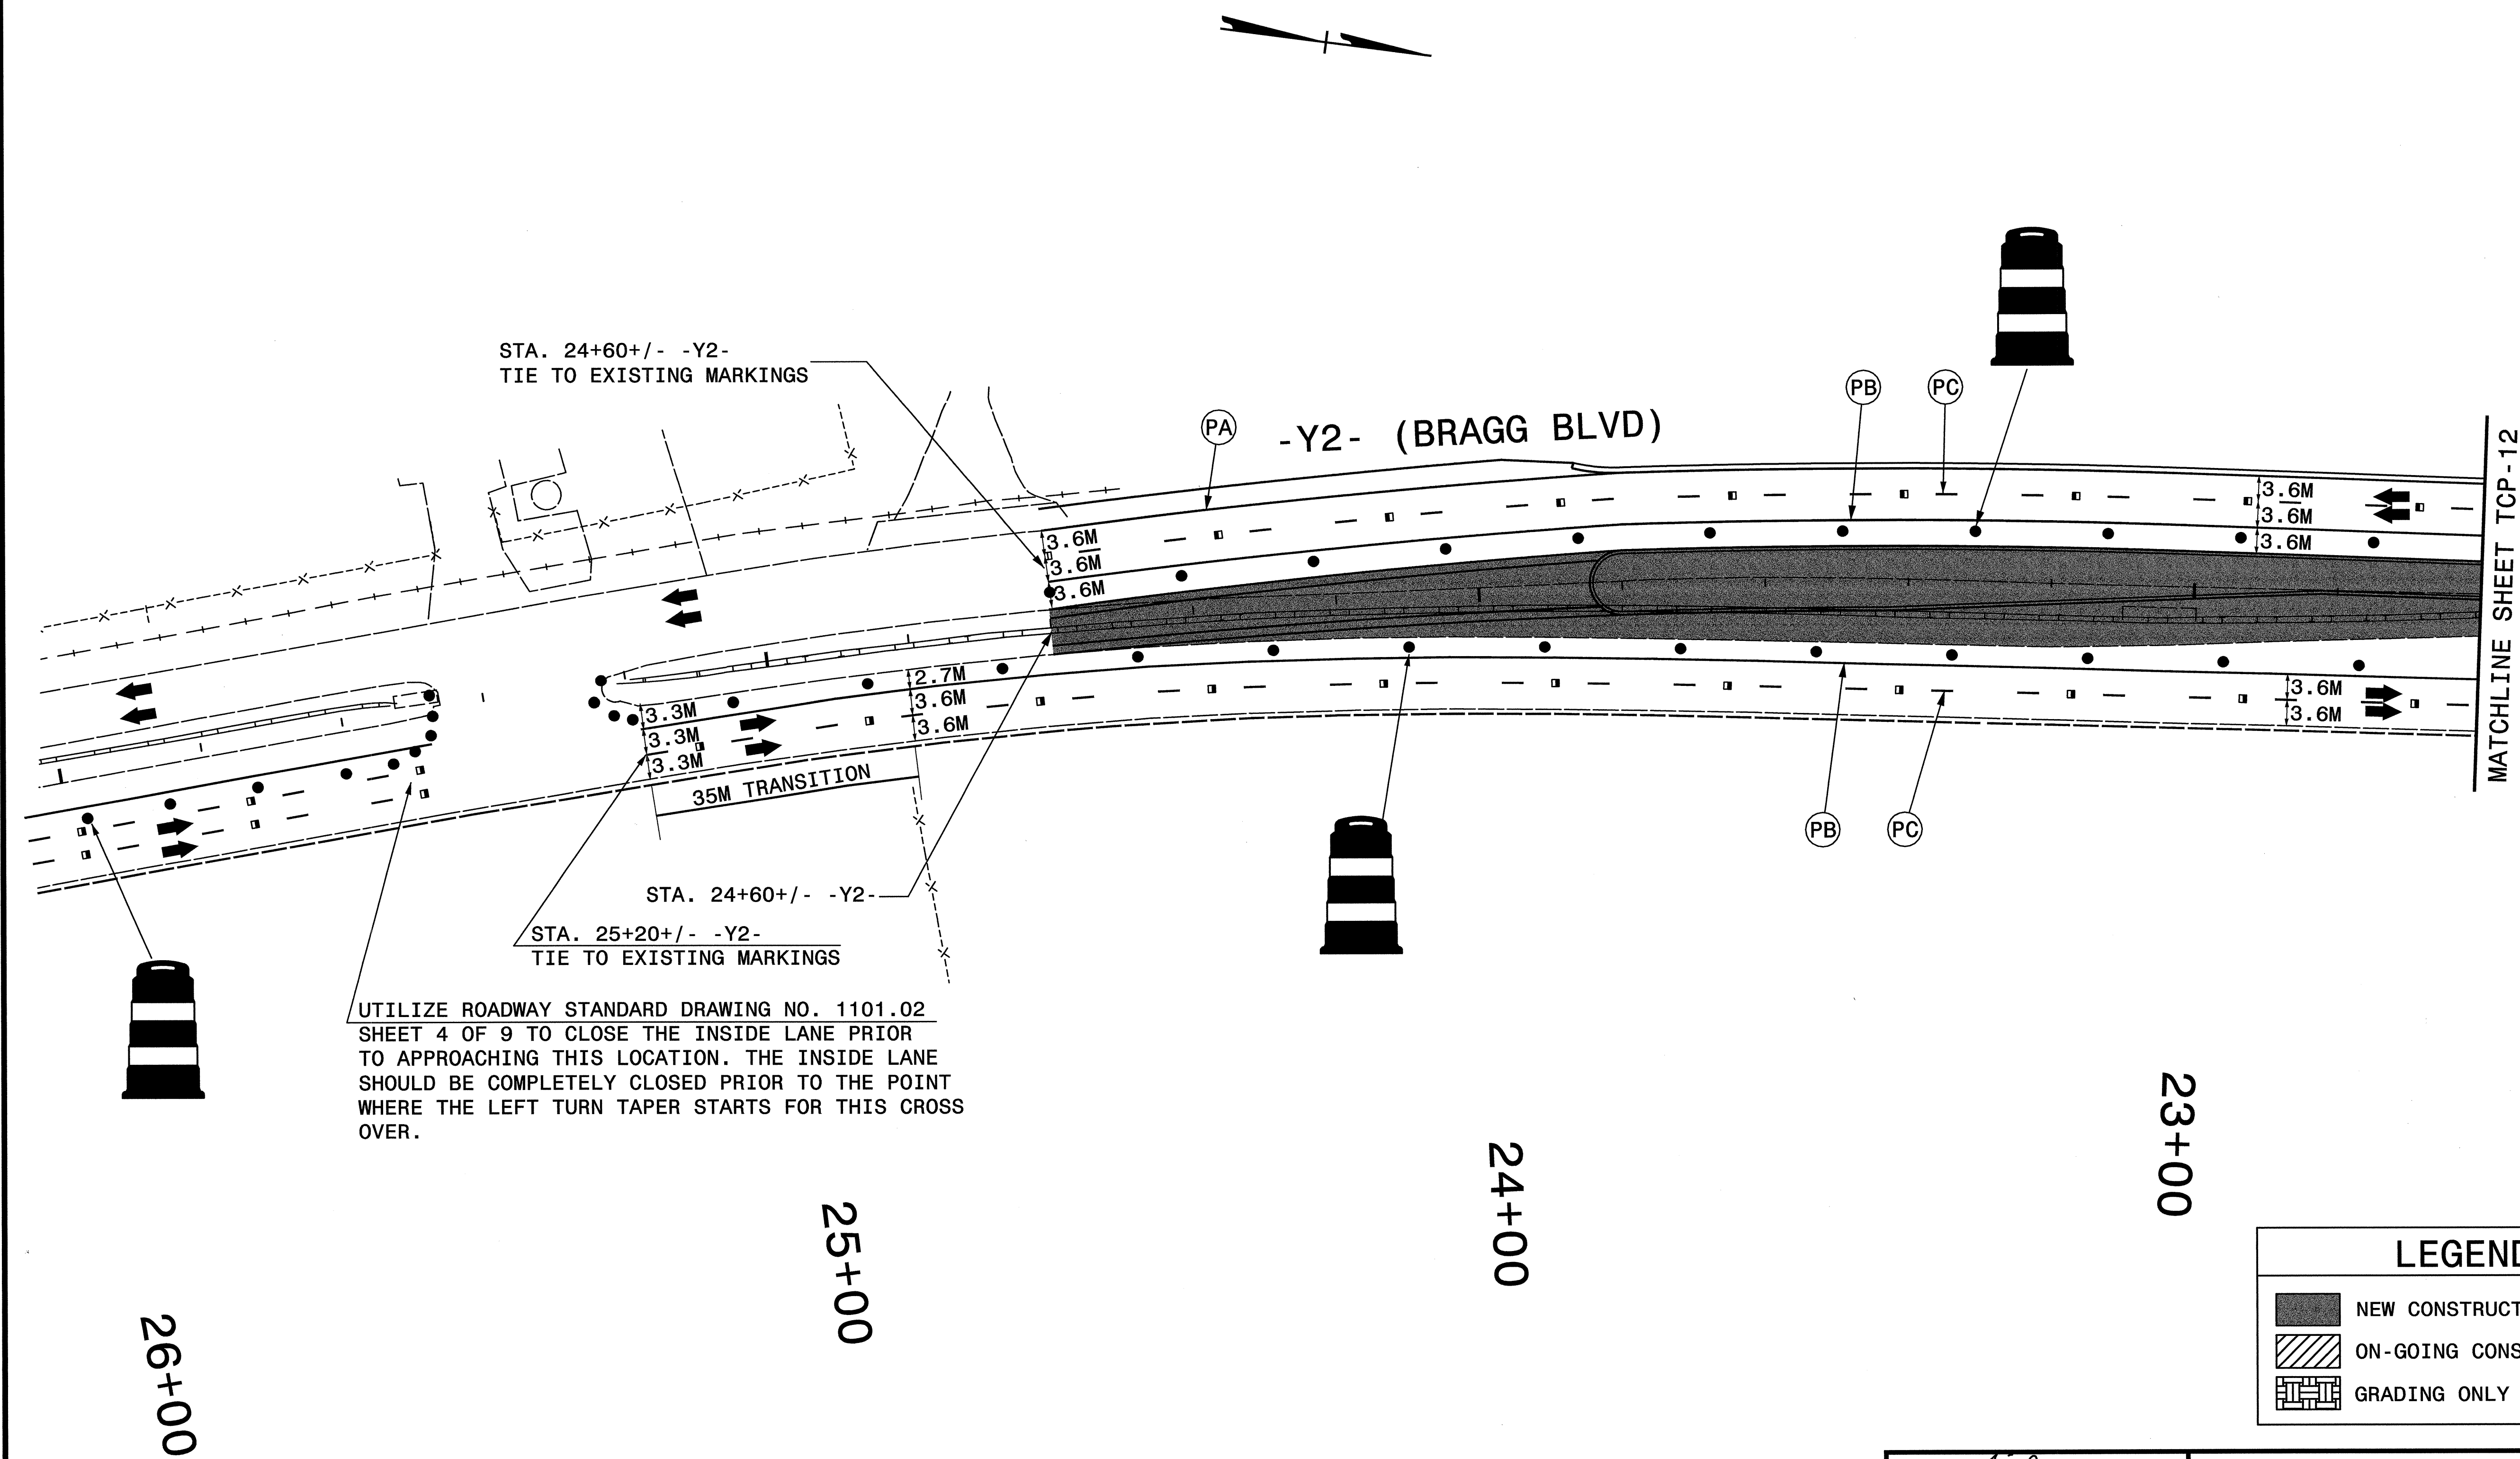 STA. 24+60+/- -Y2-
TIE TO EXISTING MARKINGS
PA
-Y2- (BRAGG BLVD)
PB
PC
MATCHLINE SHEET TCP-12
3.6M
3.6M
3.6M
3.6M
3.6M
3.6M
3.3M
3.3M
3.3M
2.7M
3.6M
3.6M
3.6M
3.6M
35M TRANSITION
PB
PC
STA. 24+60+/- -Y2-
STA. 25+20+/- -Y2-
TIE TO EXISTING MARKINGS
UTILIZE ROADWAY STANDARD DRAWING NO. 1101.02
SHEET 4 OF 9 TO CLOSE THE INSIDE LANE PRIOR
TO APPROACHING THIS LOCATION. THE INSIDE LANE
SHOULD BE COMPLETELY CLOSED PRIOR TO THE POINT
WHERE THE LEFT TURN TAPER STARTS FOR THIS CROSS
OVER.
26+00
25+00
24+00
23+00
LEGEND
NEW CONSTRUCT
ON-GOING CONS
GRADING ONLY